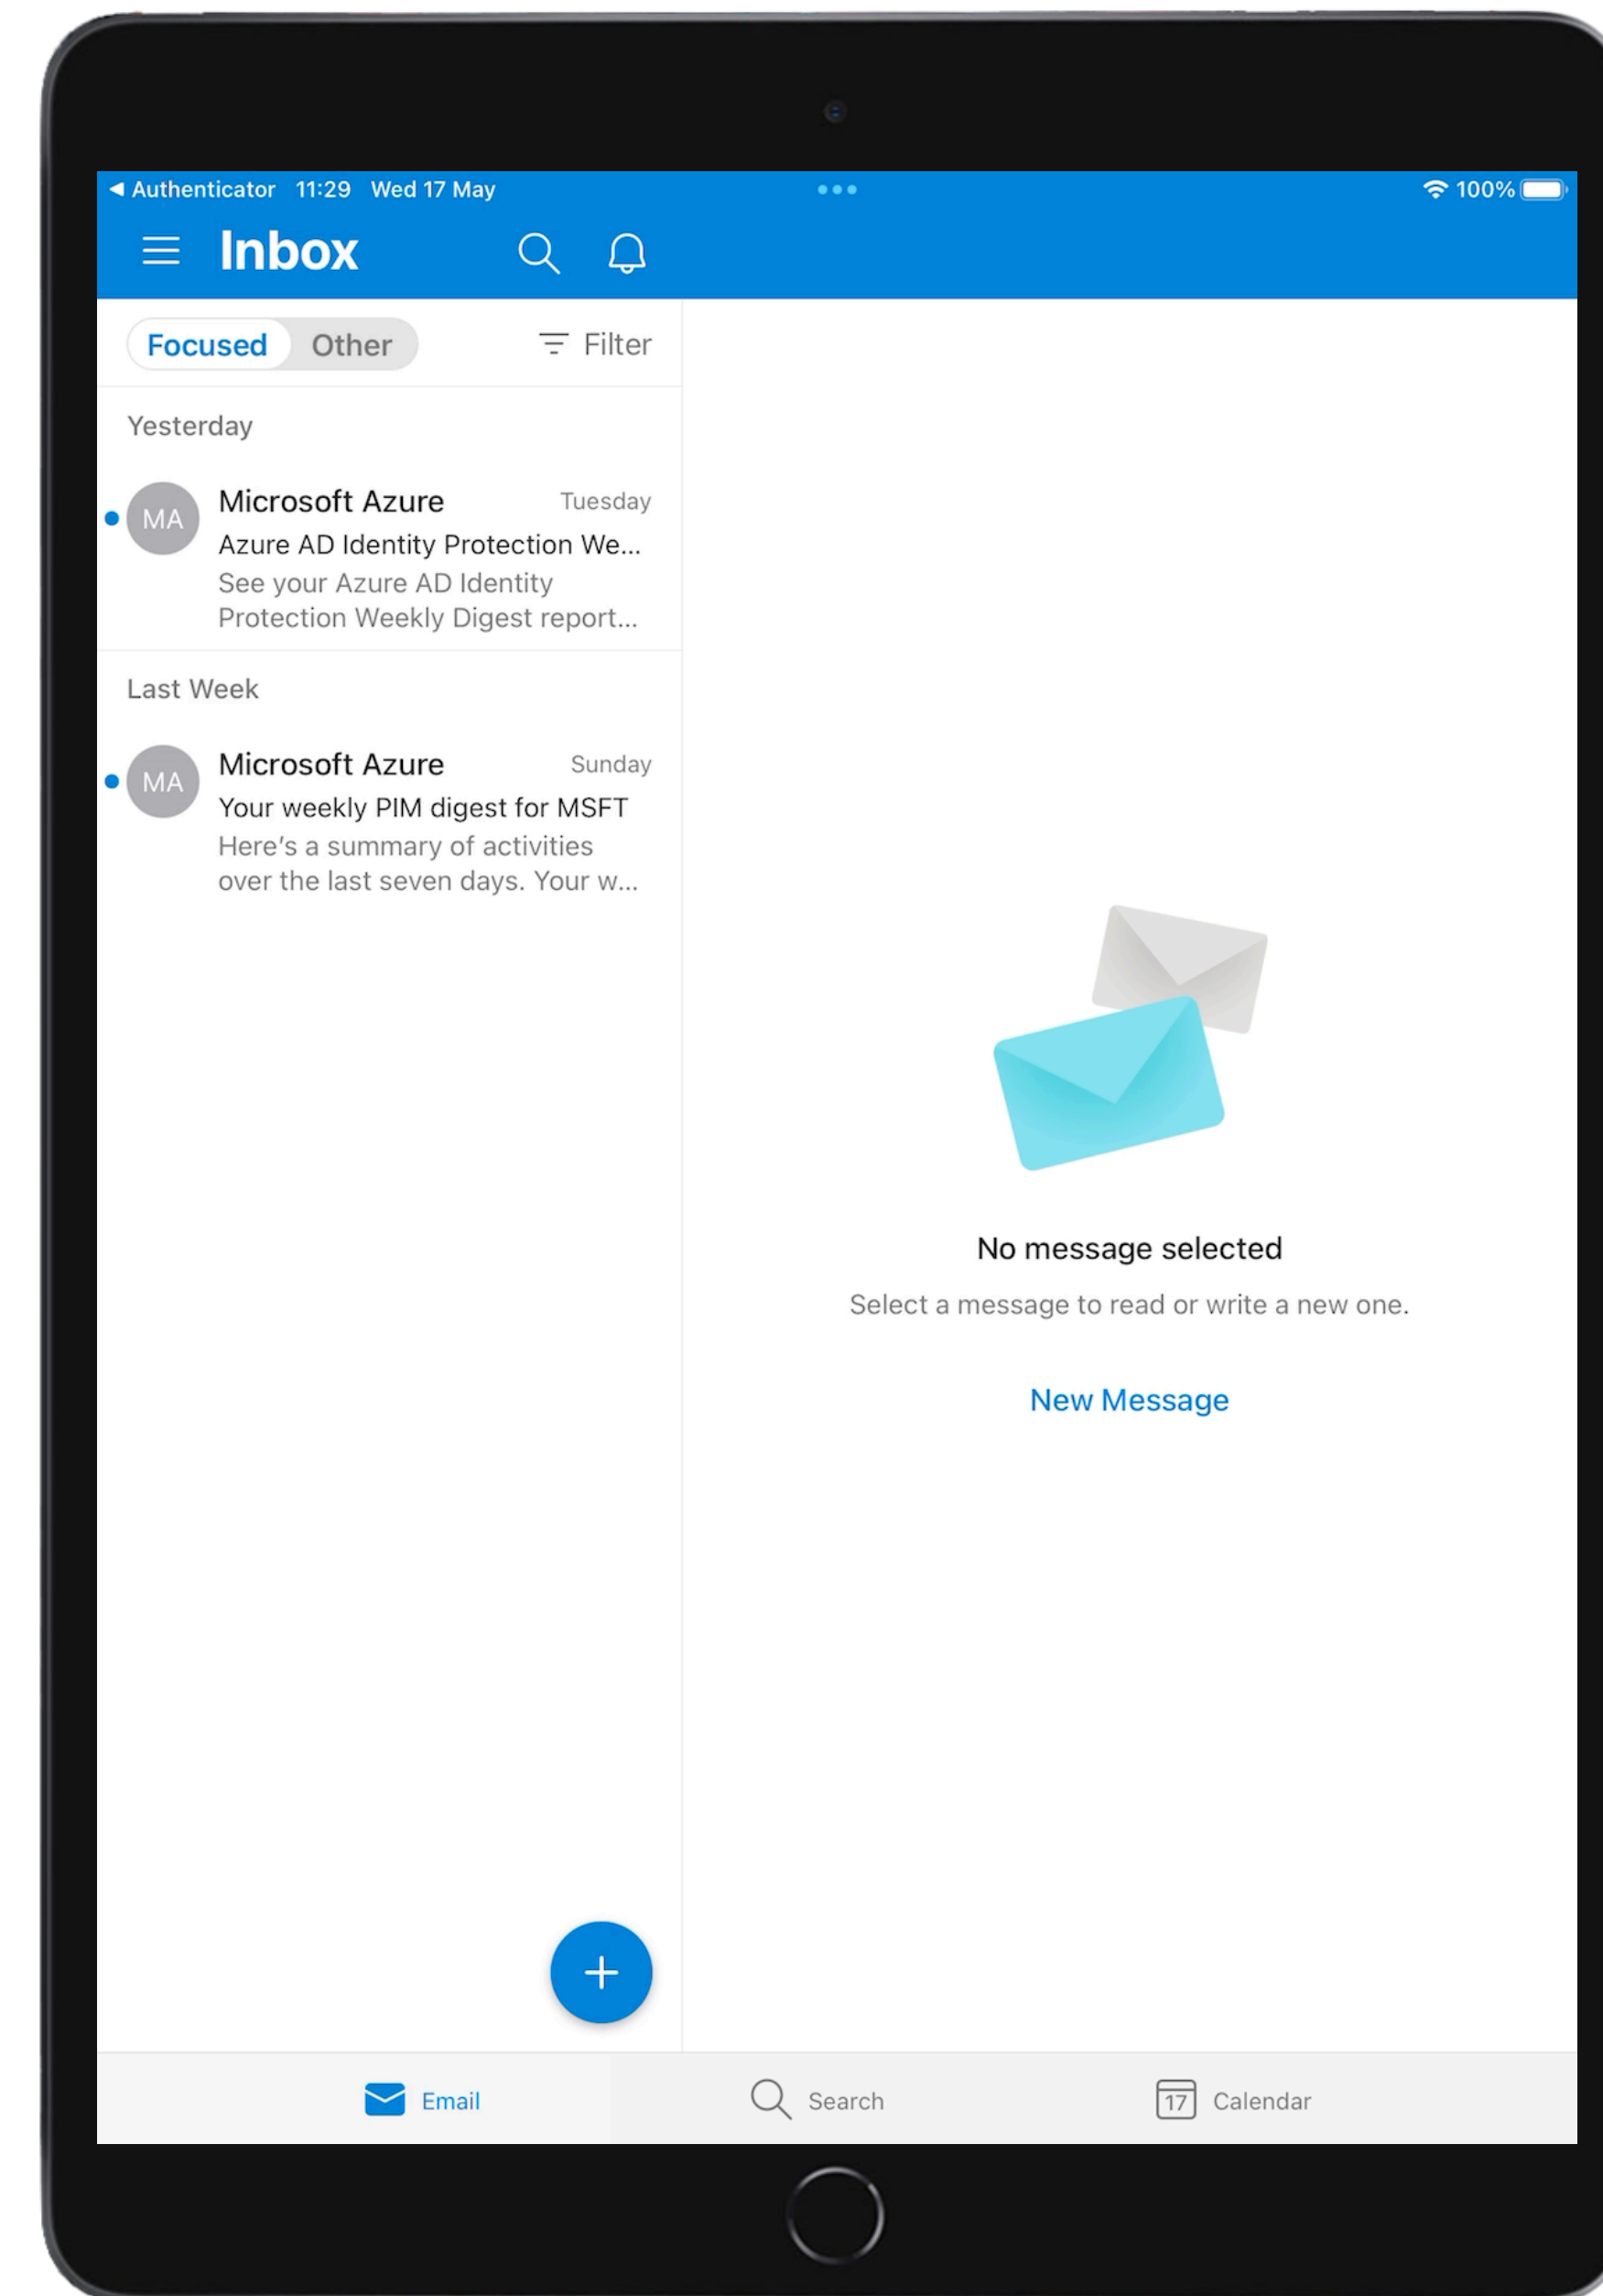 Authenticator 11:29 Wed 17 May 100%
Inbox
Focused Other Filter
Yesterday
MA
Microsoft Azure Tuesday
Azure AD Identity Protection We...
See your Azure AD Identity
Protection Weekly Digest report...
Last Week
MA
Microsoft Azure Sunday
Your weekly PIM digest for MSFT
Here's a summary of activities
over the last seven days. Your w...
No message selected
Select a message to read or write a new one.
New Message
Email Search 17 Calendar